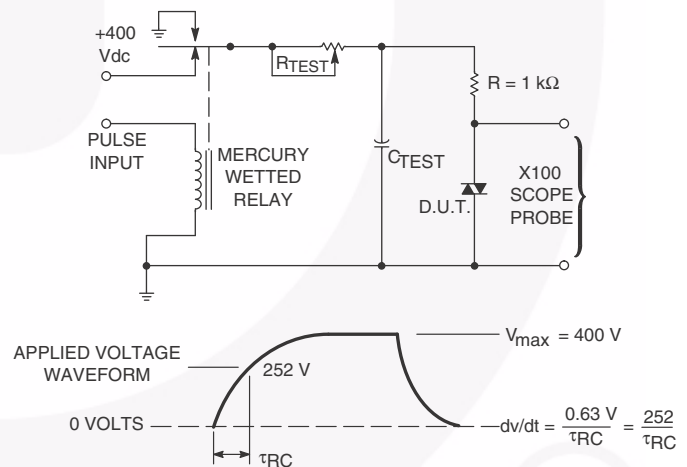 +400
Vdc
PULSE
INPUT
MERCURY
WETTED
RELAY
RTEST
CTEST
R = 1 kΩ
D.U.T.
X100
SCOPE
PROBE
APPLIED VOLTAGE
WAVEFORM
252 V
Vmax = 400 V
0 VOLTS
τRC
dv/dt = 0.63 V / τRC = 252 / τRC